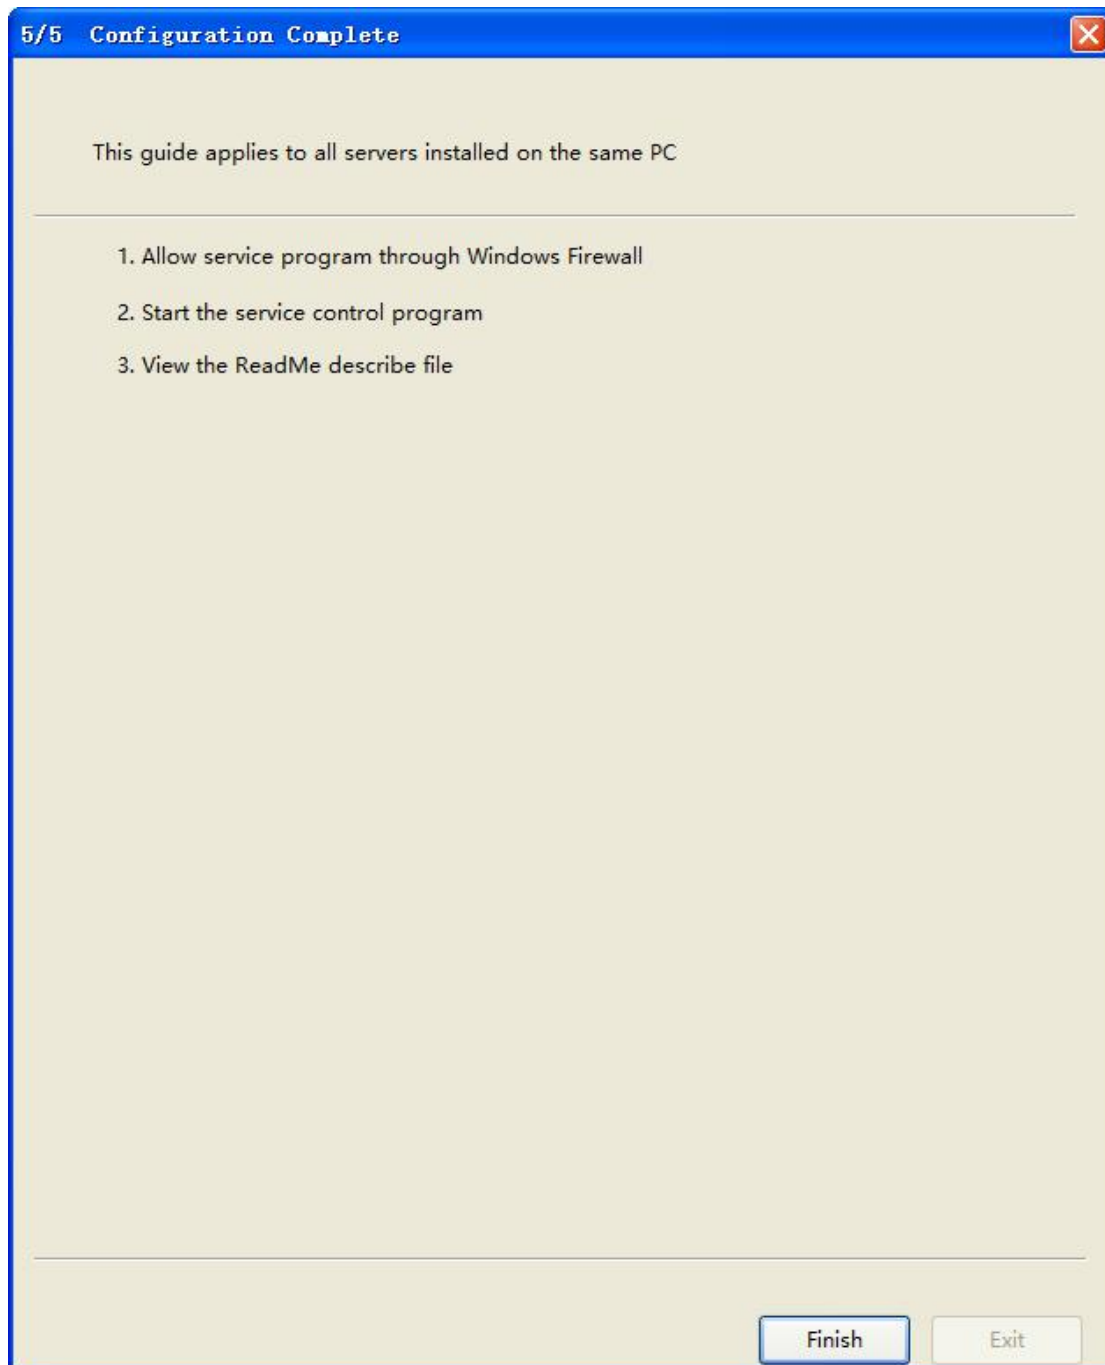 5/5 Configuration Complete
This guide applies to all servers installed on the same PC
1. Allow service program through Windows Firewall
2. Start the service control program
3. View the ReadMe describe file
Finish Exit